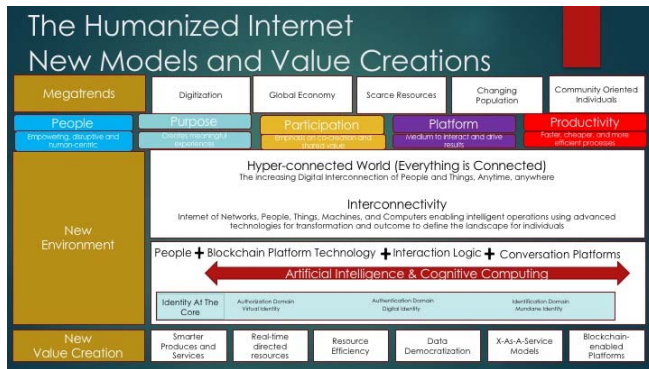 The Humanized Internet
New Models and Value Creations
Megatrends
Digitization
Global Economy
Scarce Resources
Changing
Population
Community Oriented
Individuals
People
Empowering, disruptive and
human-centric
Purpose
Creates meaningful
experiences
Participation
Emphasis on co-creation and
shared value
Platform
Medium to interact and drive
results
Productivity
Faster, cheaper, and more
efficient processes
New
Environment
Hyper-connected World (Everything is Connected)
The increasing Digital Interconnection of People and Things, Anytime, anywhere
Interconnectivity
Internet of Networks, People, Things, Machines, and Computers enabling intelligent operations using advanced
technologies for transformation and outcome to define the landscape for individuals
People + Blockchain Platform Technology + Interaction Logic + Conversation Platforms
Artificial Intelligence & Cognitive Computing
Identity At The
Core
Authorization Domain
Virtual Identity
Authentication Domain
Digital Identity
Identification Domain
Mundane Identity
New
Value Creation
Smarter
Produces and
Services
Real-time
directed
resources
Resource
Efficiency
Data
Democratization
X-As-A-Service
Models
Blockchain-
enabled
Platforms